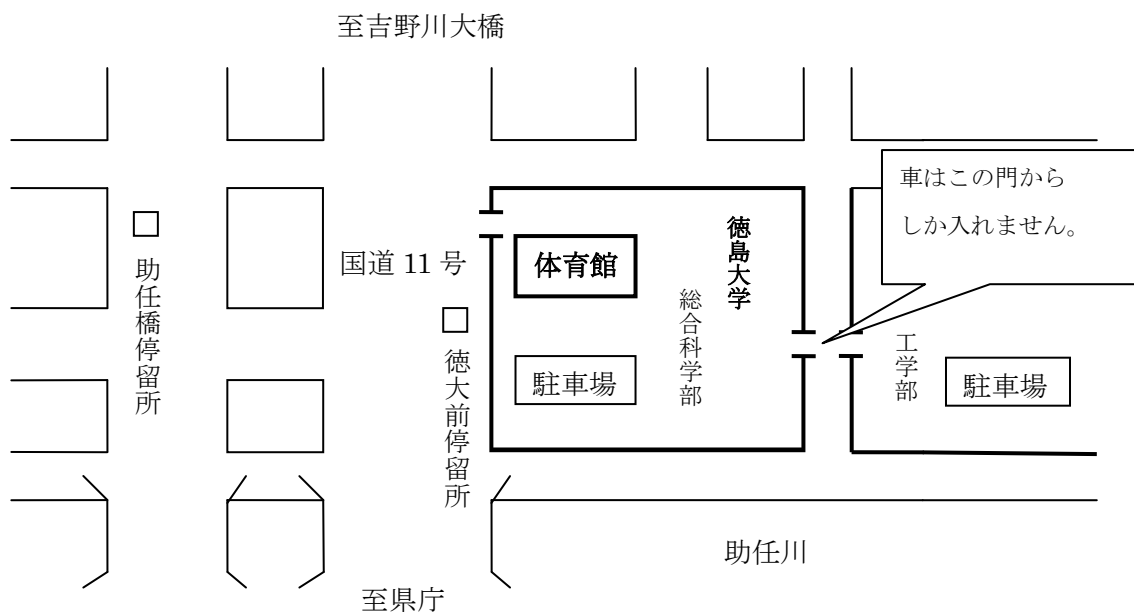 至吉野川大橋
車はこの門から
しか入れません。
徳島大学
国道 11 号
体育館
助任橋停留所
総合科学部
徳大前停留所
工学部
駐車場
駐車場
助任川
至県庁